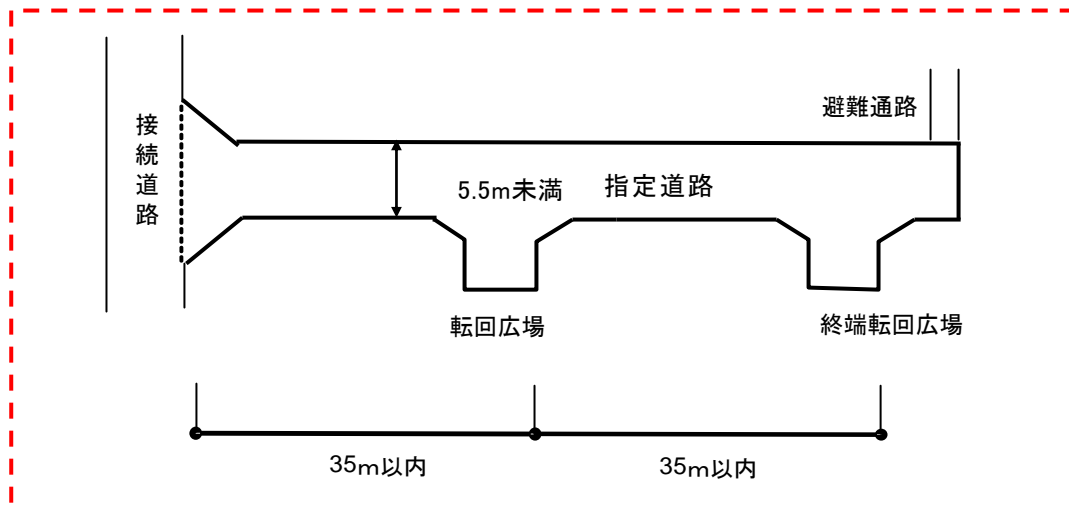 避難通路
接続道路
5.5m未満
指定道路
転回広場
終端転回広場
35m以内
35m以内